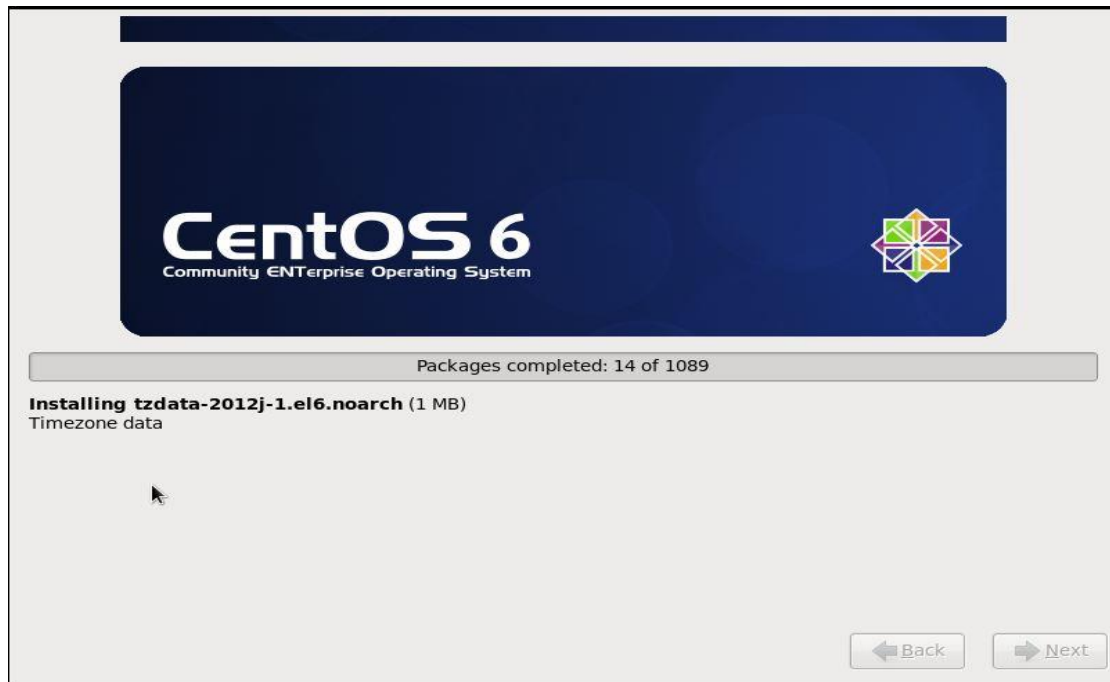 CentOS 6
Community ENTerprise Operating System
Packages completed: 14 of 1089
Installing tzdata-2012j-1.el6.noarch (1 MB)
Timezone data
Back
Next